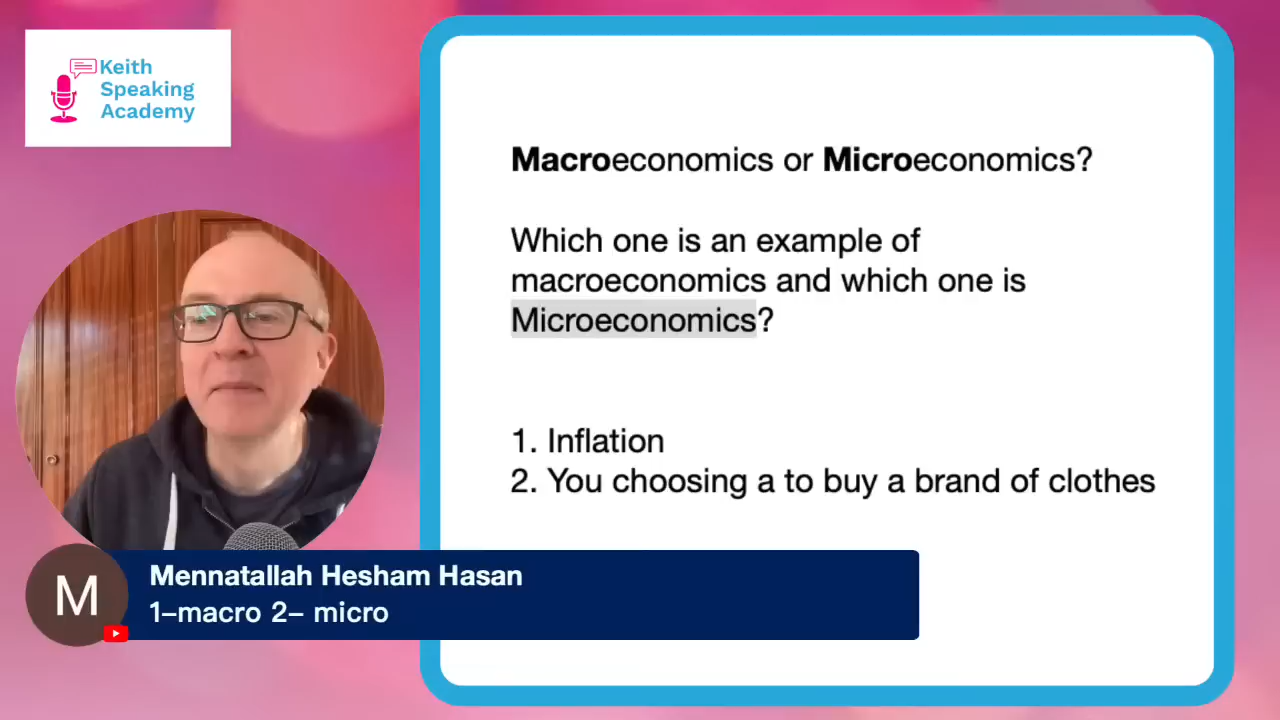 Keith
Speaking
Academy
Macroeconomics or Microeconomics?
Which one is an example of
macroeconomics and which one is
Microeconomics?
1. Inflation
2. You choosing a to buy a brand of clothes
M
Mennatallah Hesham Hasan
1–macro 2– micro